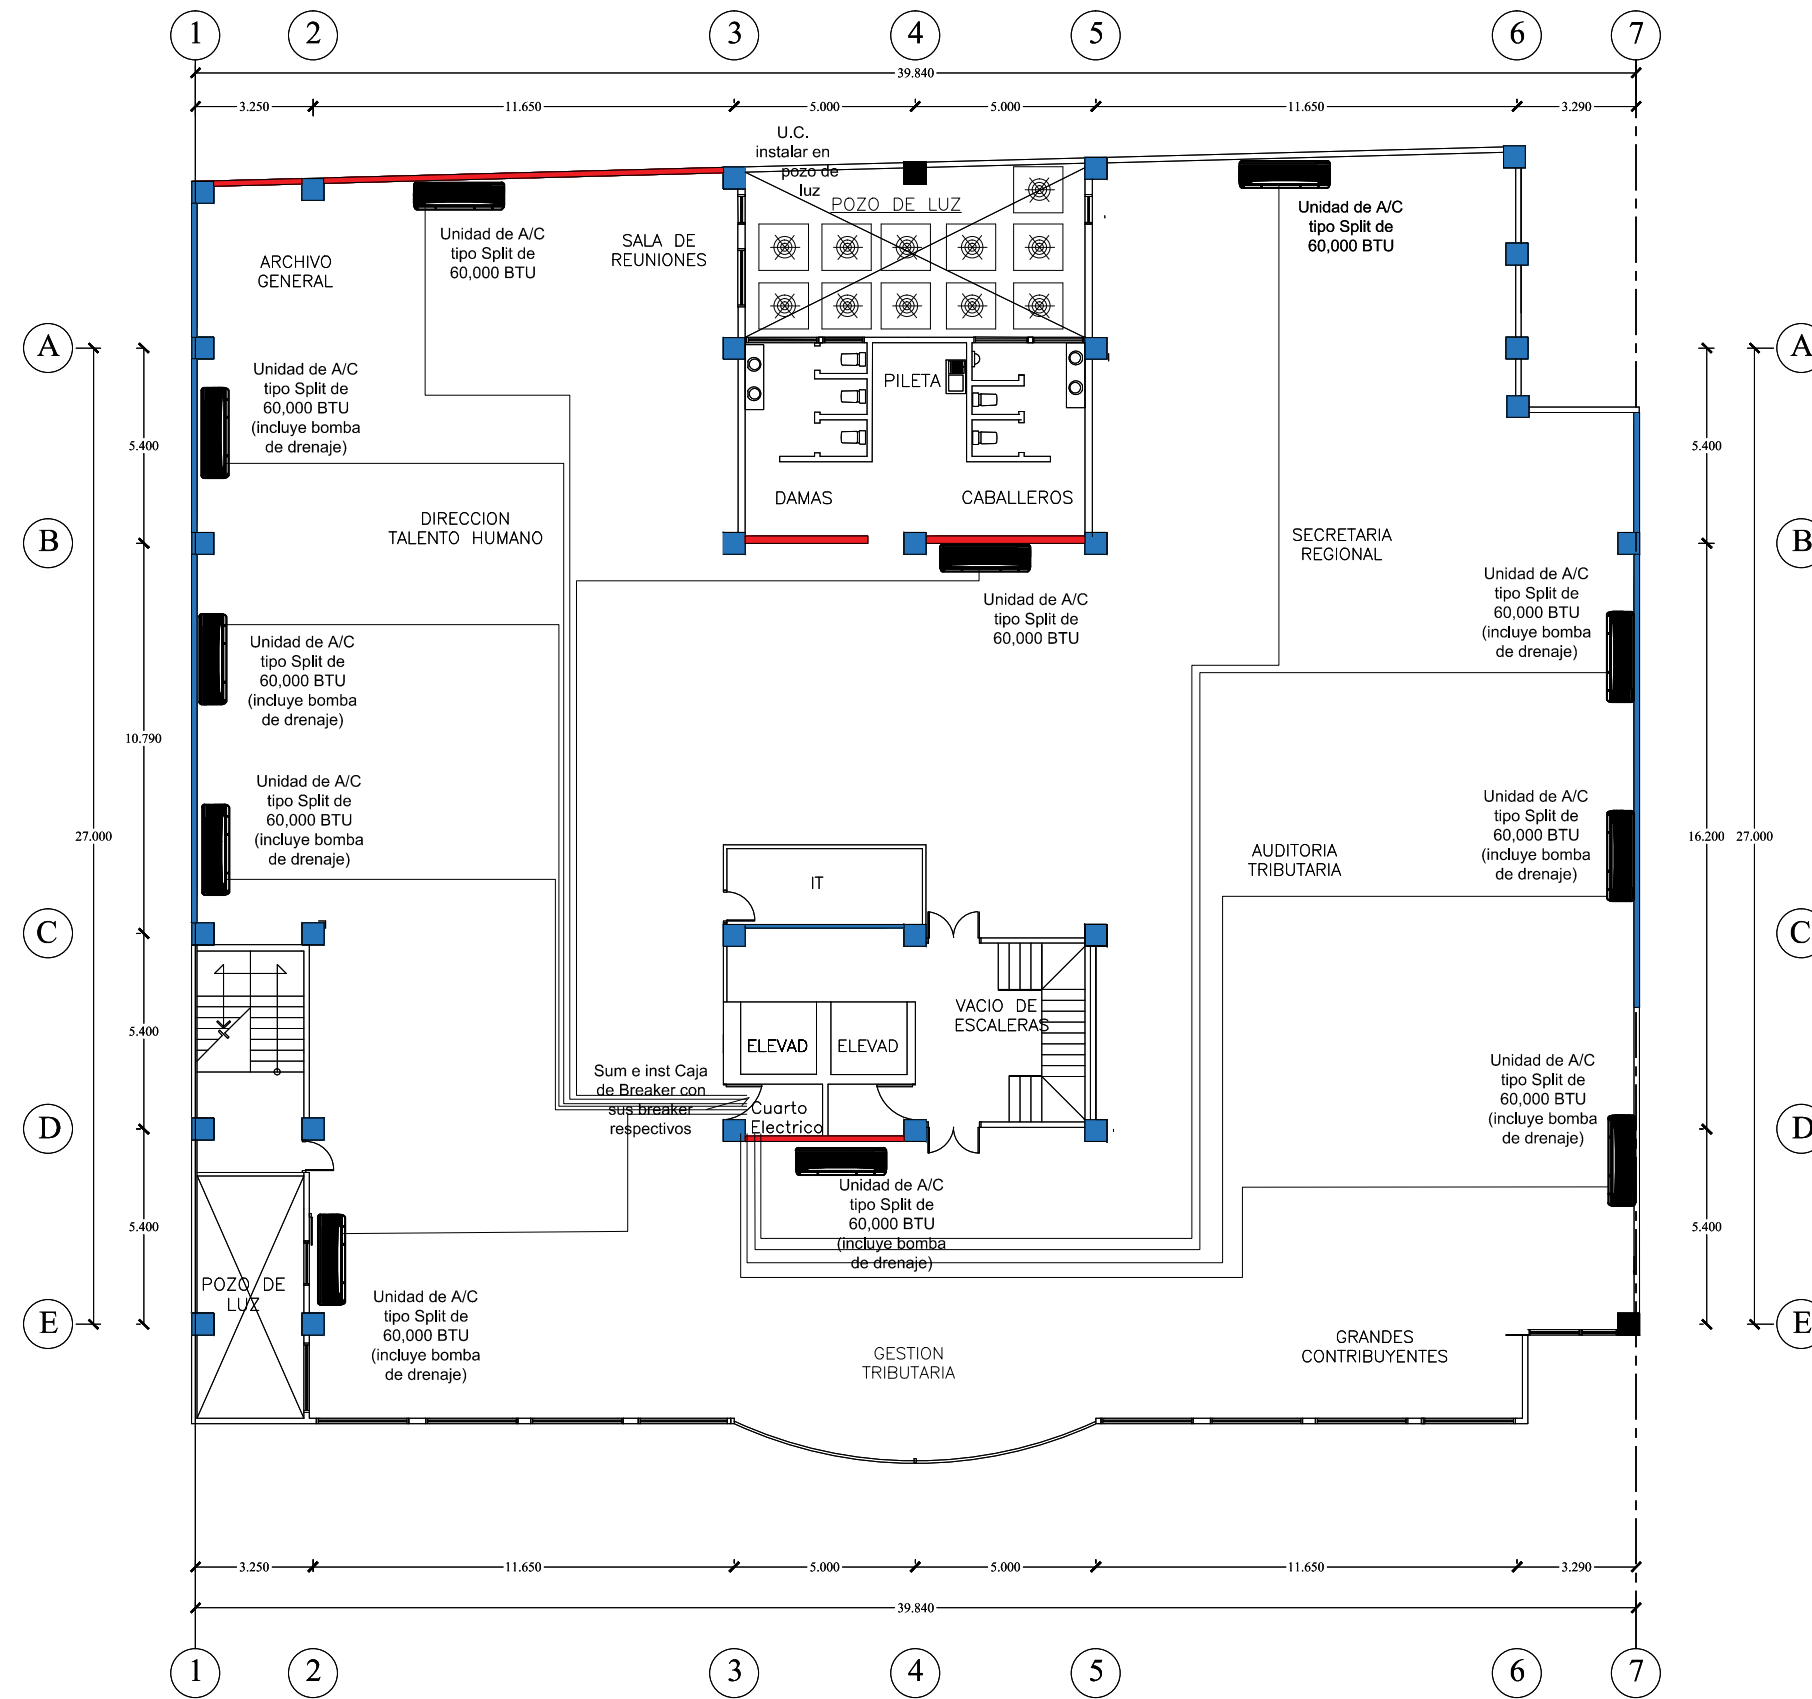 1 2 3 4 5 6 7
39.840
3.250 11.650 5.000 5.000 11.650 3.290
U.C.
instalar en
pozo de
luz
POZO DE LUZ
Unidad de A/C
tipo Split de
60,000 BTU
Unidad de A/C
tipo Split de
60,000 BTU
SALA DE
REUNIONES
ARCHIVO
GENERAL
A
A
Unidad de A/C
tipo Split de
60,000 BTU
(incluye bomba
de drenaje)
PILETA
5.400
5.400
DAMAS
CABALLEROS
DIRECCION
TALENTO HUMANO
SECRETARIA
REGIONAL
B
B
Unidad de A/C
tipo Split de
60,000 BTU
(incluye bomba
de drenaje)
Unidad de A/C
tipo Split de
60,000 BTU
Unidad de A/C
tipo Split de
60,000 BTU
(incluye bomba
de drenaje)
10.790
Unidad de A/C
tipo Split de
60,000 BTU
(incluye bomba
de drenaje)
Unidad de A/C
tipo Split de
60,000 BTU
(incluye bomba
de drenaje)
27.000
16.200
27.000
AUDITORIA
TRIBUTARIA
IT
C
C
VACIO DE
ESCALERAS
5.400
ELEVAD
ELEVAD
Sum e inst Caja
de Breaker con
sus breaker
respectivos
Cuarto
Electrico
Unidad de A/C
tipo Split de
60,000 BTU
(incluye bomba
de drenaje)
D
D
Unidad de A/C
tipo Split de
60,000 BTU
(incluye bomba
de drenaje)
5.400
5.400
POZO DE
LUZ
Unidad de A/C
tipo Split de
60,000 BTU
(incluye bomba
de drenaje)
E
E
GESTION
TRIBUTARIA
GRANDES
CONTRIBUYENTES
3.250 11.650 5.000 5.000 11.650 3.290
39.840
1 2 3 4 5 6 7